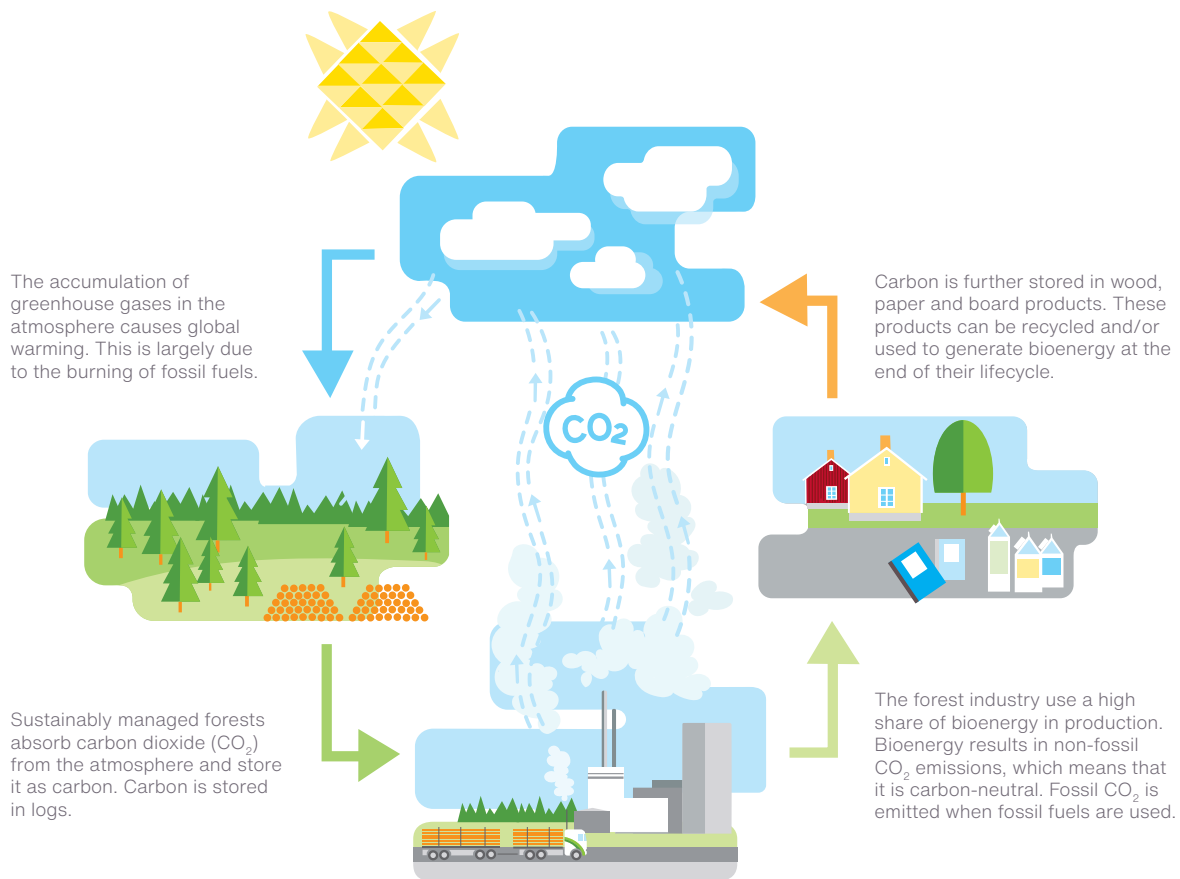 The accumulation of
greenhouse gases in the
atmosphere causes global
warming. This is largely due
to the burning of fossil fuels.
Carbon is further stored in wood,
paper and board products. These
products can be recycled and/or
used to generate bioenergy at the
end of their lifecycle.
CO2
Sustainably managed forests
absorb carbon dioxide (CO₂)
from the atmosphere and store
it as carbon. Carbon is stored
in logs.
The forest industry use a high
share of bioenergy in production.
Bioenergy results in non-fossil
CO₂ emissions, which means that
it is carbon-neutral. Fossil CO₂ is
emitted when fossil fuels are used.